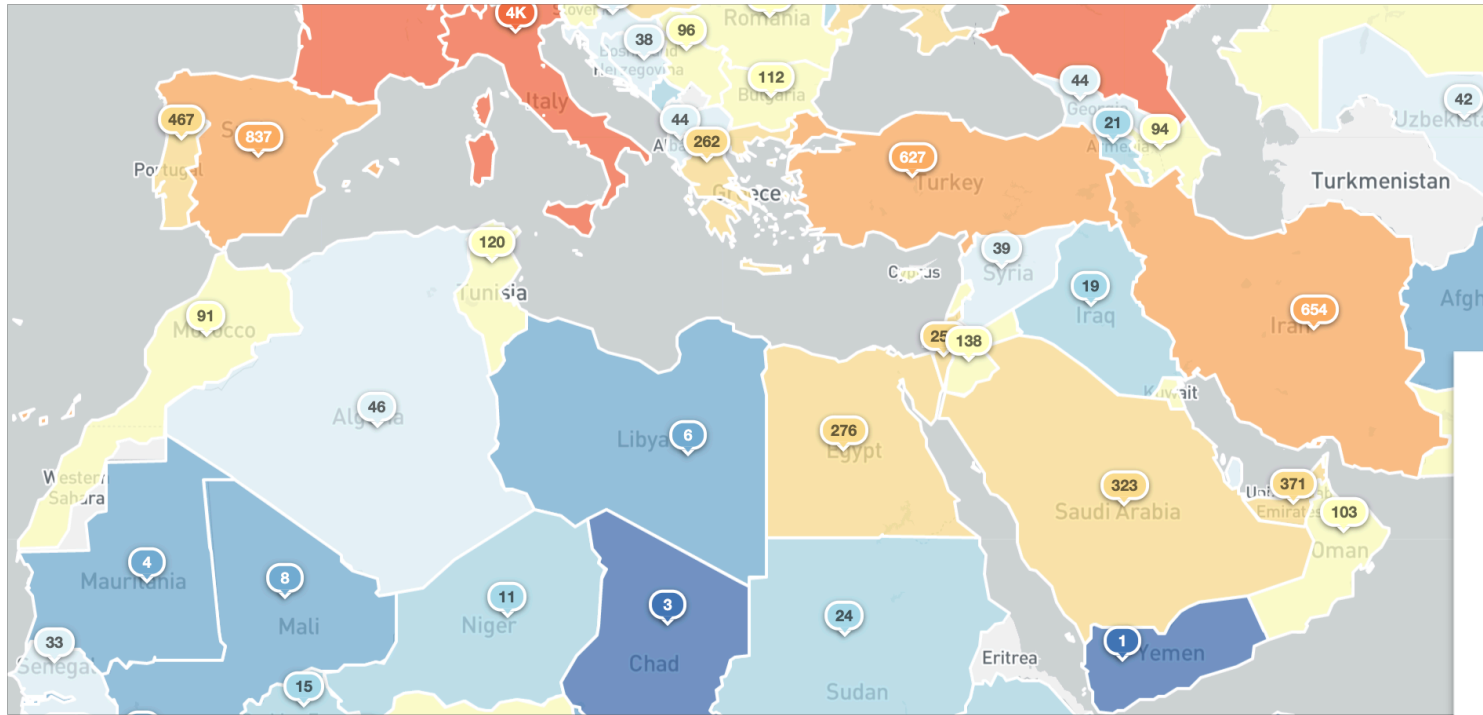 4K
Romania
38
96
Bosnia and
Herzegovina
112
Bulgaria
44
Georgia
42
Uzbekista
Italy
467
837
44
262
627
21
94
Armenia
Portugal
Greece
Turkey
Turkmenistan
120
39
Cyprus
Syria
Tunisia
19
Iraq
654
Iran
Afgh
91
Morocco
25
138
Kuwait
46
Algeria
Libya
6
276
Egypt
323
Saudi Arabia
371
United Arab
Emirates
103
Oman
Western
Sahara
4
Mauritania
8
Mali
11
Niger
3
Chad
24
Sudan
Eritrea
1
Yemen
33
Senegal
15